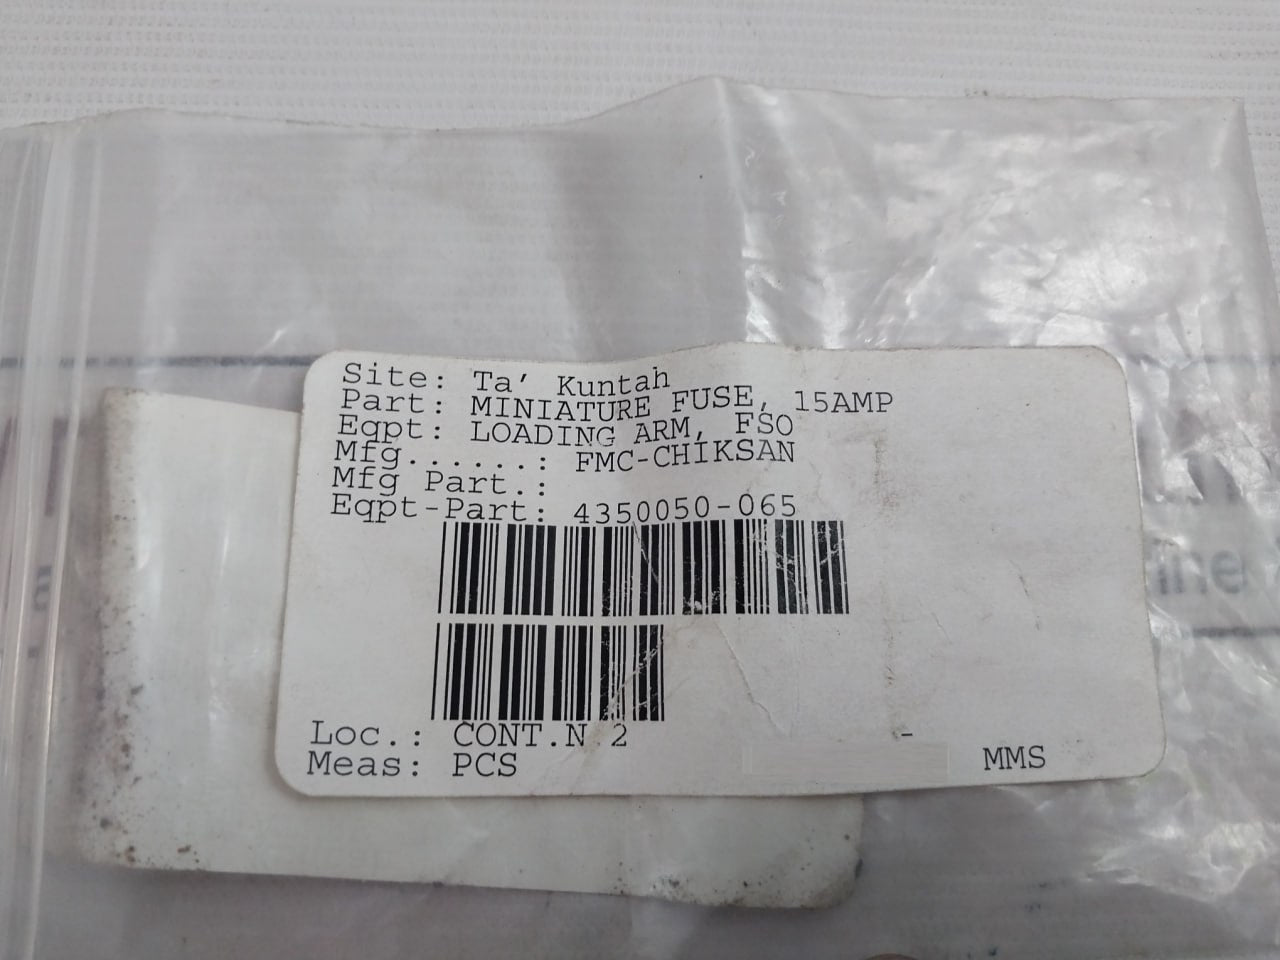 Site: Ta' Kuntah
Part: MINIATURE FUSE, 15AMP
Eqpt: LOADING ARM, FSO
Mfg......: FMC-CHIKSAN
Mfg Part.:
Eqpt-Part: 4350050-065
Loc.: CONT.N 2 -
Meas: PCS MMS